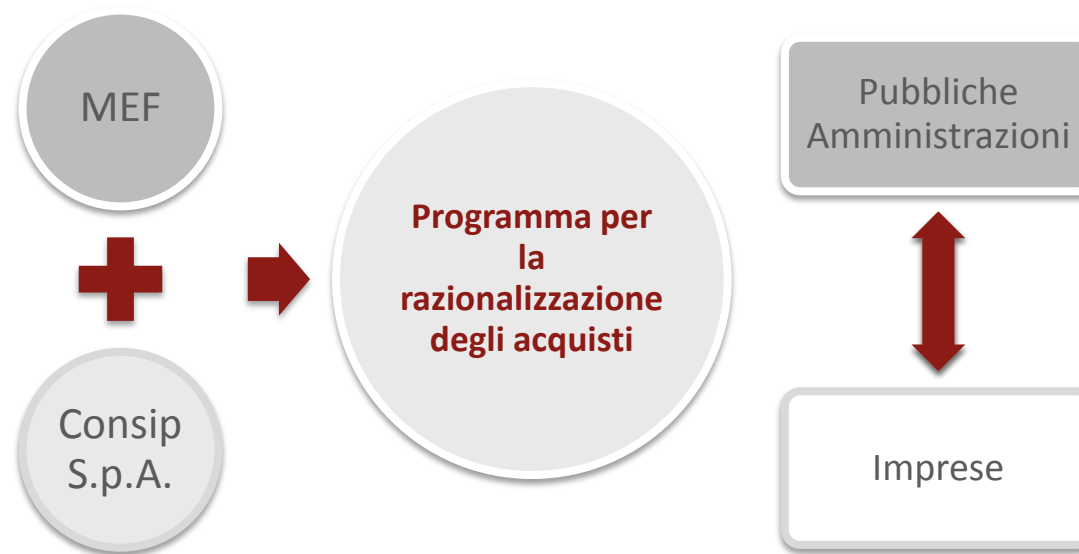 MEF
Consip
S.p.A.
Programma per
la
razionalizzazione
degli acquisti
Pubbliche
Amministrazioni
Imprese